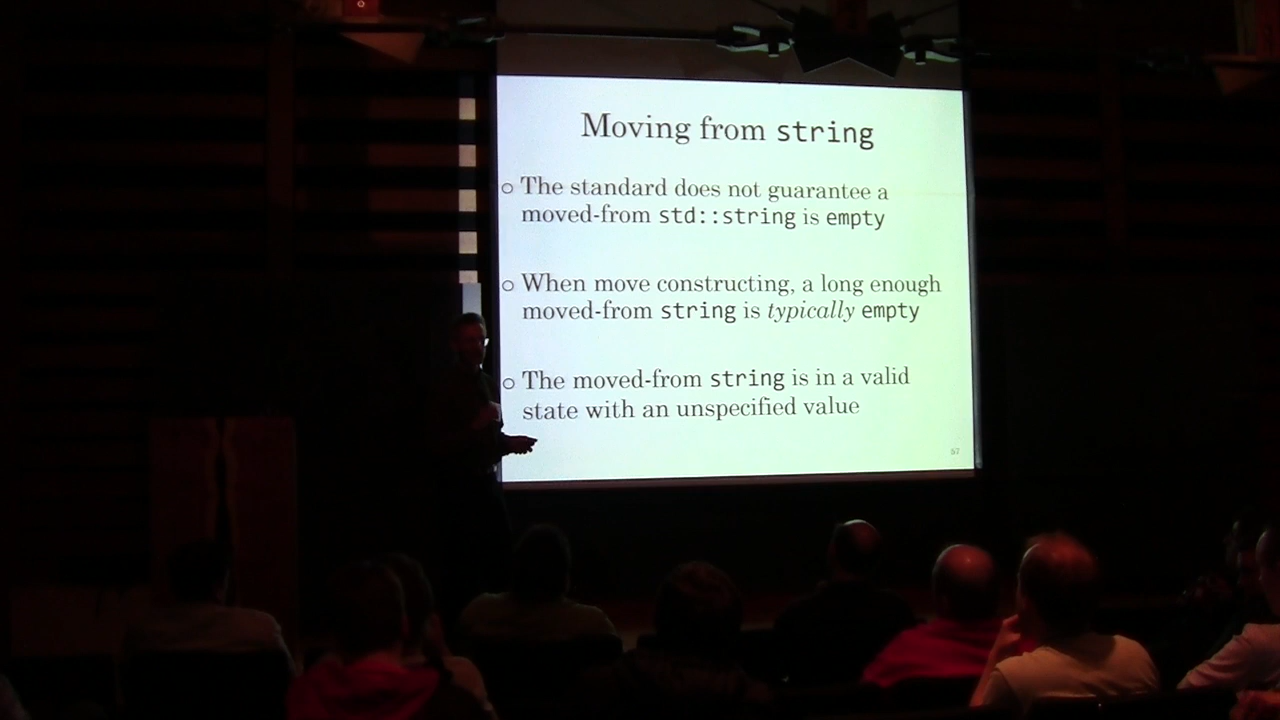 Moving from string
○ The standard does not guarantee a
moved-from std::string is empty
○ When move constructing, a long enough
moved-from string is typically empty
○ The moved-from string is in a valid
state with an unspecified value
57